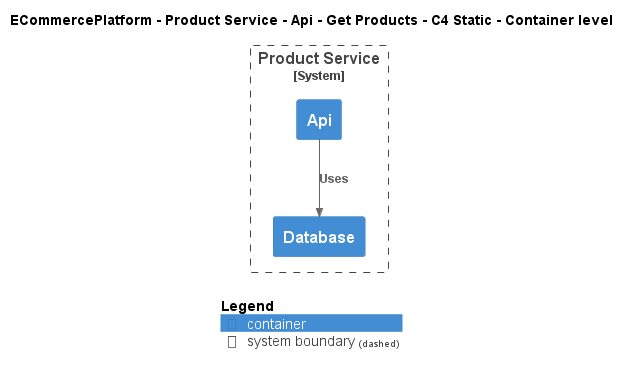 ECommercePlatform - Product Service - Api - Get Products - C4 Static - Container level
Product Service
[System]
Api
Uses
Database
Legend
container
system boundary (dashed)